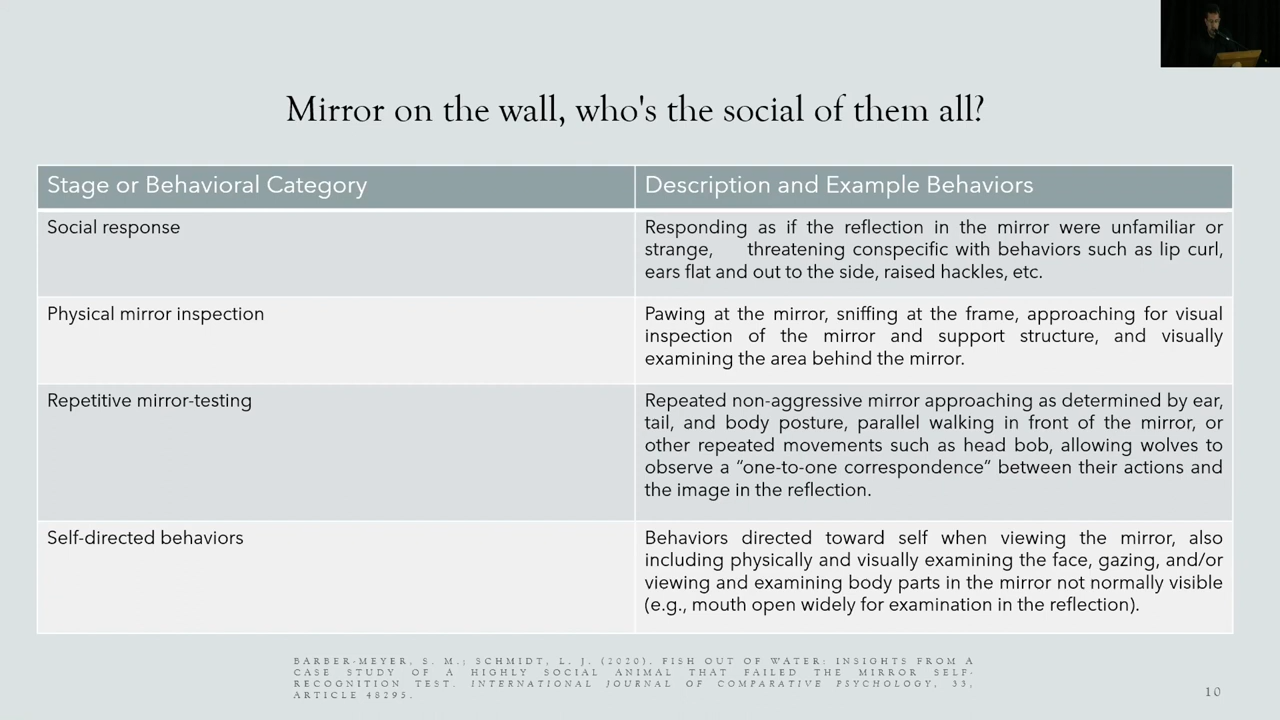 Mirror on the wall, who's the social of them all?
Stage or Behavioral Category
Description and Example Behaviors
Social response
Responding as if the reflection in the mirror were unfamiliar or
strange, threatening conspecific with behaviors such as lip curl,
ears flat and out to the side, raised hackles, etc.
Physical mirror inspection
Pawing at the mirror, sniffing at the frame, approaching for visual
inspection of the mirror and support structure, and visually
examining the area behind the mirror.
Repetitive mirror-testing
Repeated non-aggressive mirror approaching as determined by ear,
tail, and body posture, parallel walking in front of the mirror, or
other repeated movements such as head bob, allowing wolves to
observe a “one-to-one correspondence” between their actions and
the image in the reflection.
Self-directed behaviors
Behaviors directed toward self when viewing the mirror, also
including physically and visually examining the face, gazing, and/or
viewing and examining body parts in the mirror not normally visible
(e.g., mouth open widely for examination in the reflection).
BARBER-MEYER, S. M.; SCHMIDT, L. J. (2020). FISH OUT OF WATER: INSIGHTS FROM A
CASE STUDY OF A HIGHLY SOCIAL ANIMAL THAT FAILED THE MIRROR SELF-
RECOGNITION TEST. INTERNATIONAL JOURNAL OF COMPARATIVE PSYCHOLOGY, 33,
ARTICLE 48295.
10